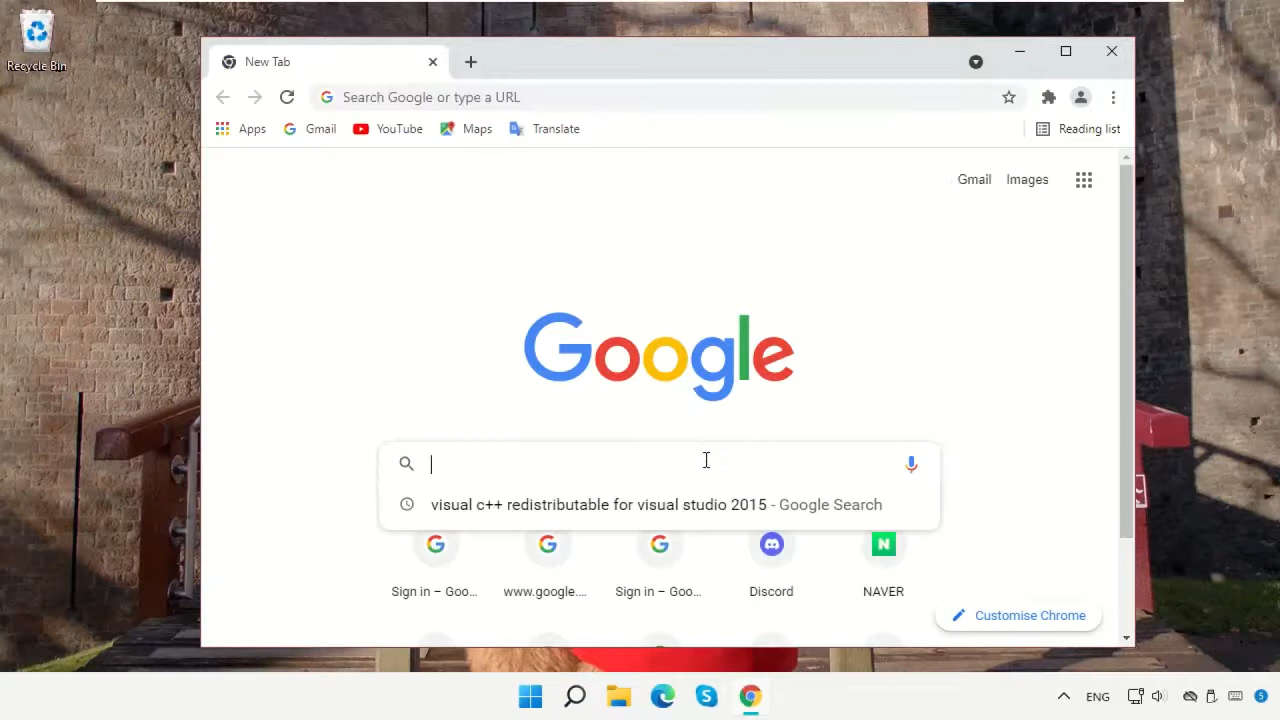 Recycle Bin
New Tab
Search Google or type a URL
Apps Gmail YouTube Maps Translate Reading list
Gmail Images
Google
visual c++ redistributable for visual studio 2015 - Google Search
Sign in – Goo... www.google.... Sign in – Goo... Discord NAVER
Customise Chrome
ENG 5